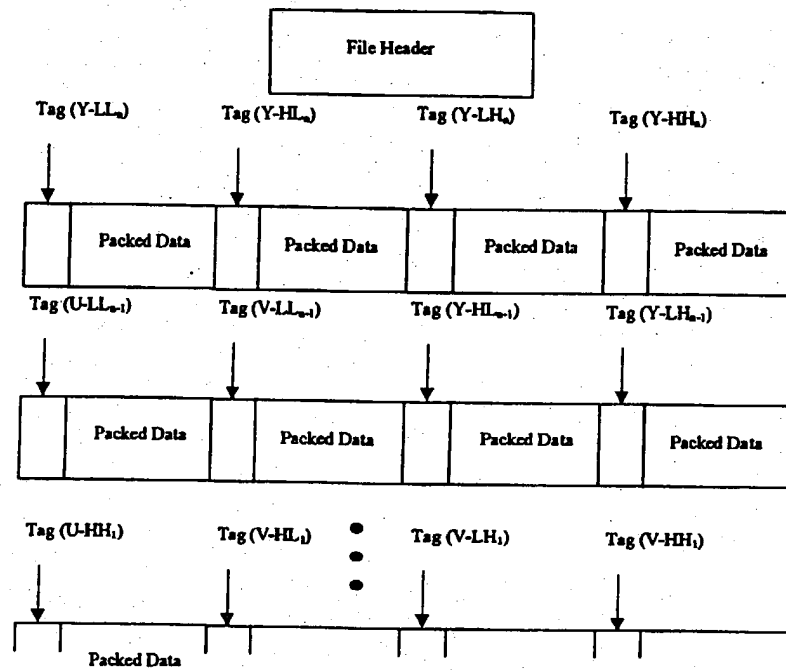 File Header
Tag (Y-LLₙ) Tag (Y-HLₙ) Tag (Y-LHₙ) Tag (Y-HHₙ)
Packed Data Packed Data Packed Data Packed Data
Tag (U-LLₙ₋₁) Tag (V-LLₙ₋₁) Tag (Y-HLₙ₋₁) Tag (Y-LHₙ₋₁)
Packed Data Packed Data Packed Data Packed Data
Tag (U-HH₁) Tag (V-HL₁) Tag (V-LH₁) Tag (V-HH₁)
Packed Data